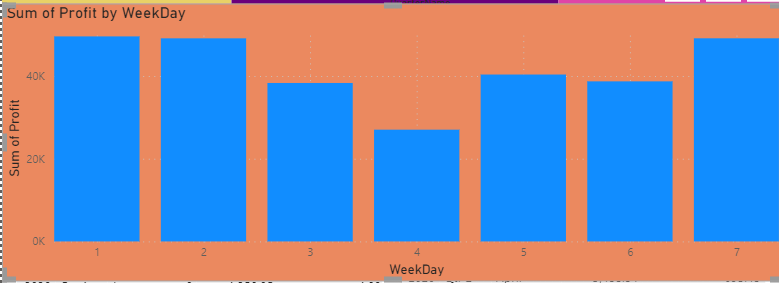 Sum of Profit by WeekDay
Sum of Profit
40K
20K
0K
1 2 3 4 5 6 7
WeekDay